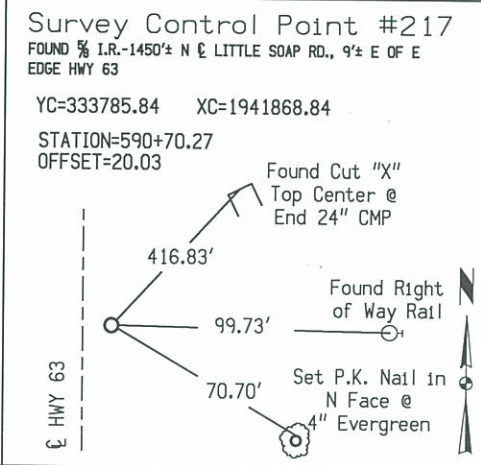 Survey Control Point #217
FOUND ⅝ I.R.-1450'± N ℄ LITTLE SOAP RD., 9'± E OF E
EDGE HWY 63
YC=333785.84 XC=1941868.84
STATION=590+70.27
OFFSET=20.03
Found Cut "X"
Top Center @
End 24" CMP
416.83'
Found Right
of Way Rail
99.73'
N
70.70'
Set P.K. Nail in
N Face @
4" Evergreen
℄ HWY 63